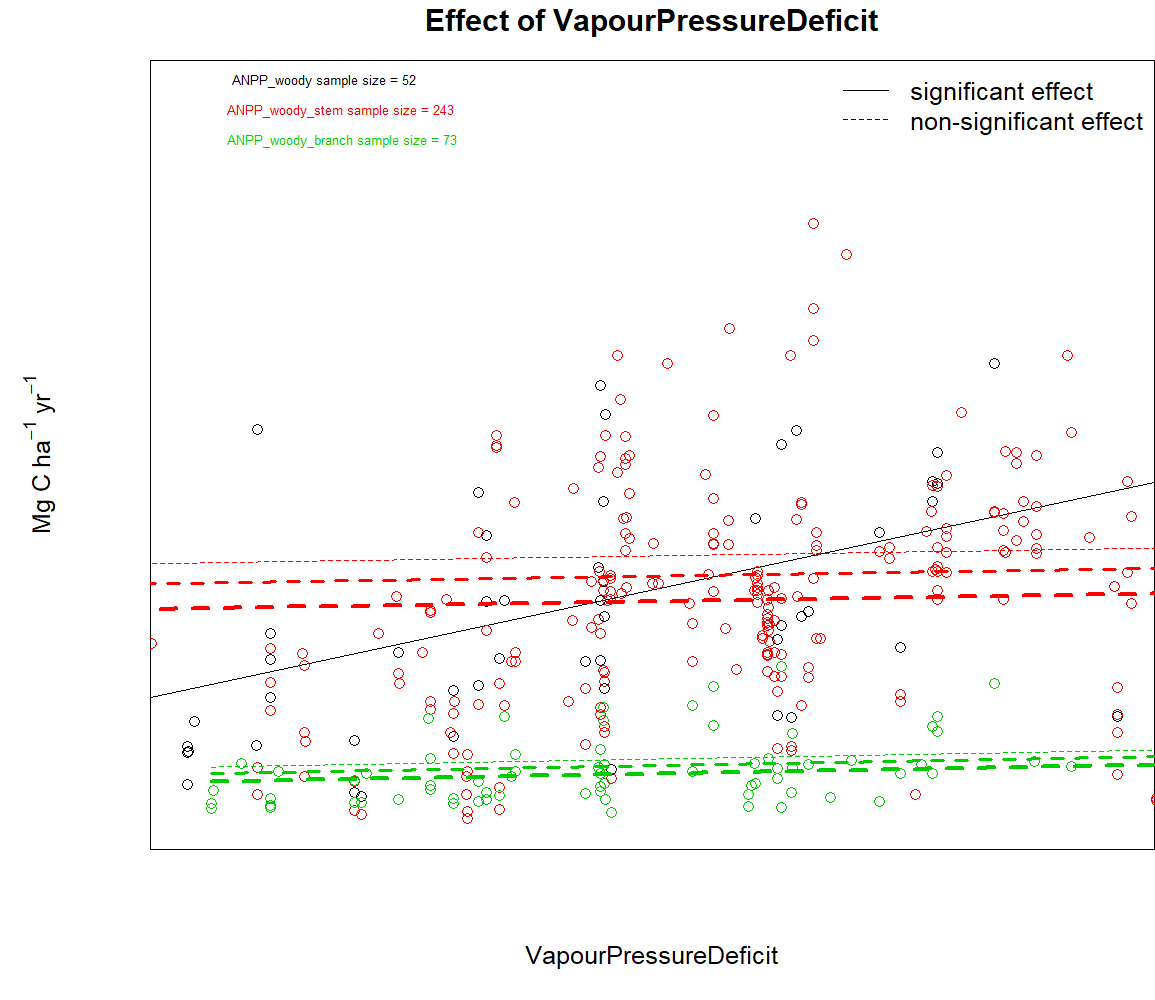 Effect of VapourPressureDeficit
ANPP_woody sample size = 52
ANPP_woody_stem sample size = 243
ANPP_woody_branch sample size = 73
significant effect
non-significant effect
Mg C ha⁻¹ yr⁻¹
VapourPressureDeficit